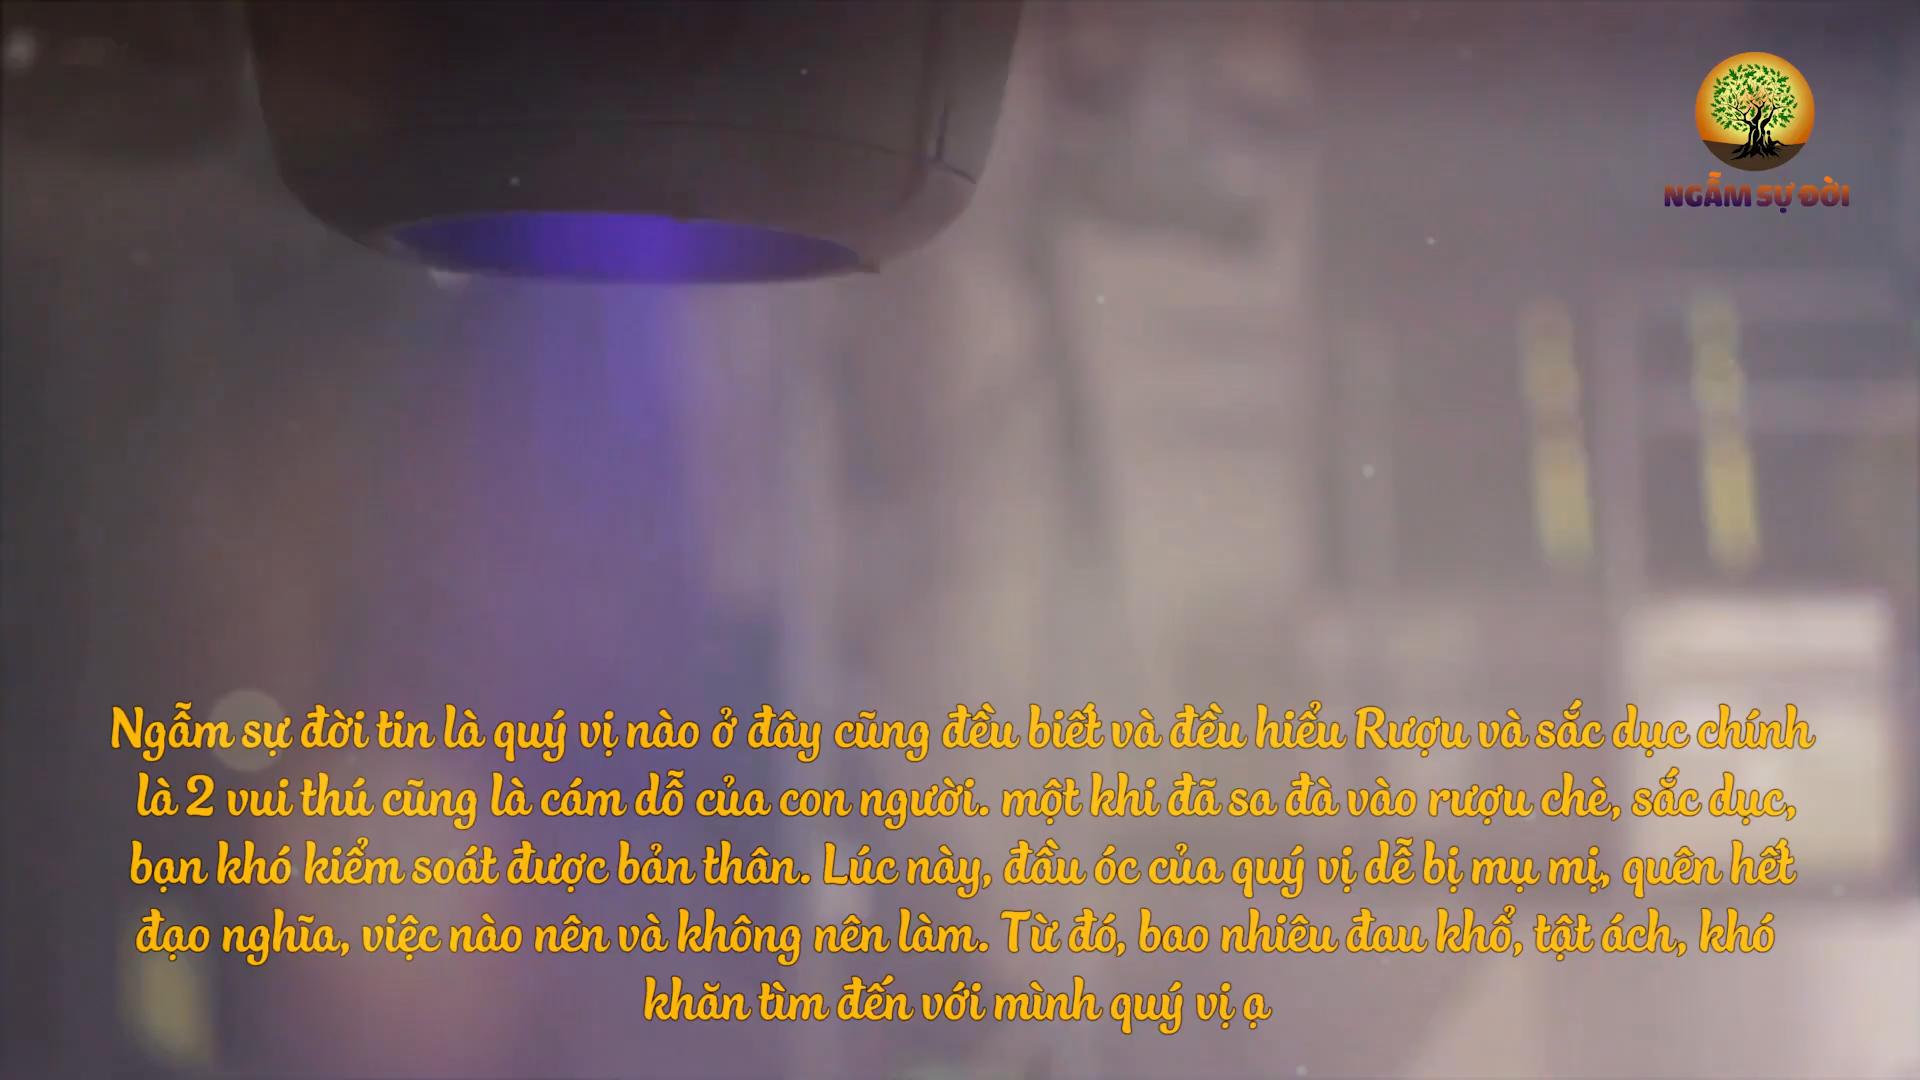 NGẪM SỰ ĐỜI
Ngẫm sự đời tin là quý vị nào ở đây cũng đều biết và đều hiểu Rượu và sắc dục chính
là 2 vui thú cũng là cám dỗ của con người. một khi đã sa đà vào rượu chè, sắc dục,
bạn khó kiểm soát được bản thân. Lúc này, đầu óc của quý vị dễ bị mụ mị, quên hết
đạo nghĩa, việc nào nên và không nên làm. Từ đó, bao nhiêu đau khổ, tật ách, khó
khăn tìm đến với mình quý vị ạ